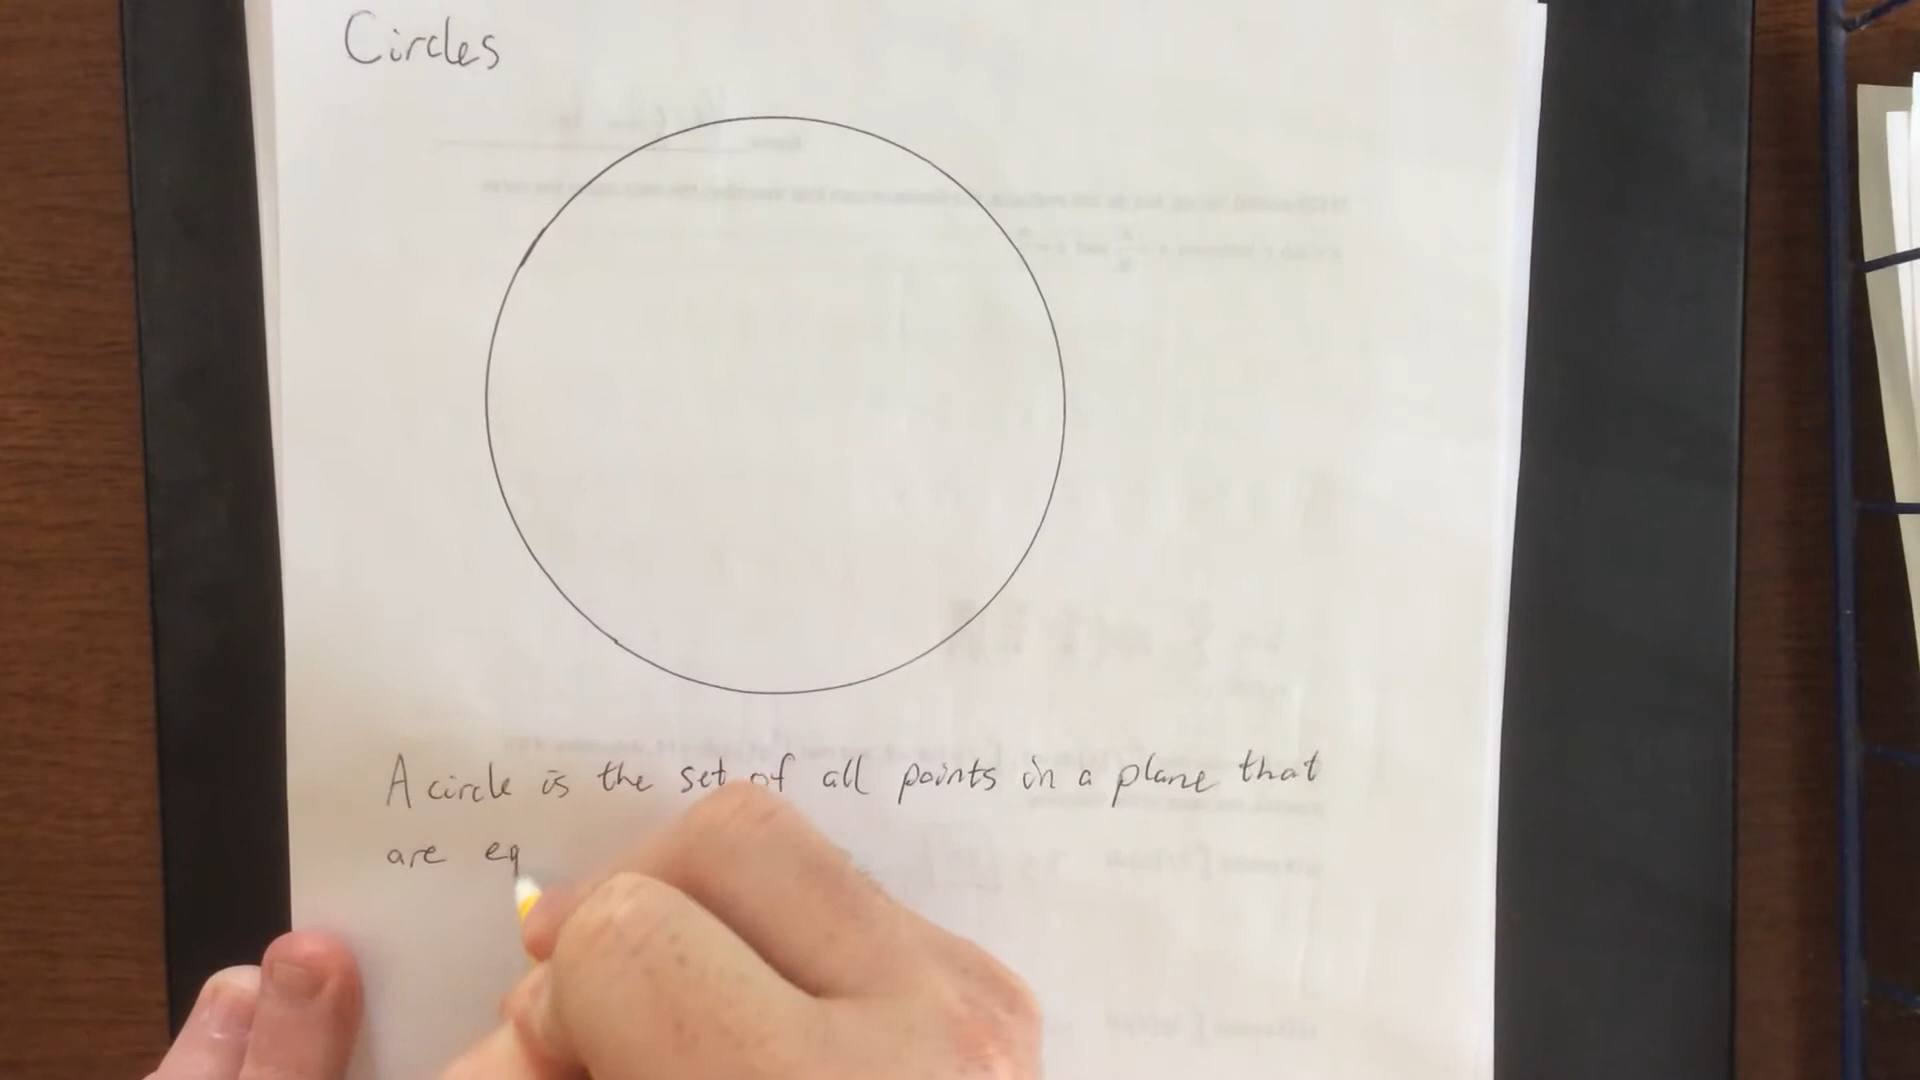 Circles
A circle is the set of all points in a plane that
are eq